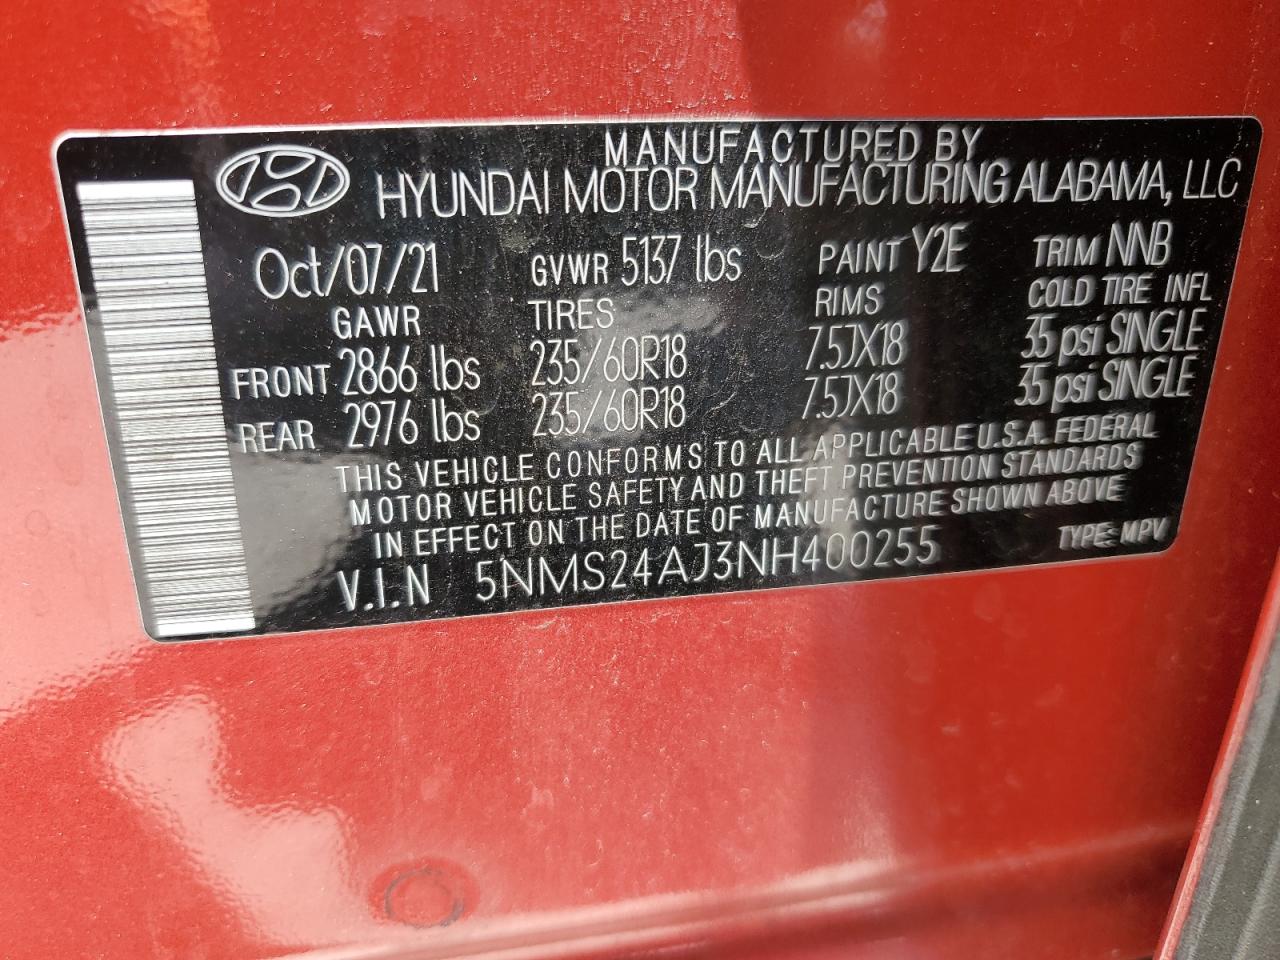 MANUFACTURED BY
HYUNDAI MOTOR MANUFACTURING ALABAMA, LLC
Oct/07/21 GVWR 5137 lbs PAINT Y2E TRIM NNB
GAWR TIRES RIMS COLD TIRE INFL
FRONT 2866 lbs 235/60R18 7.5JX18 35 psi SINGLE
REAR 2976 lbs 235/60R18 7.5JX18 35 psi SINGLE
THIS VEHICLE CONFORMS TO ALL APPLICABLE U.S.A. FEDERAL
MOTOR VEHICLE SAFETY AND THEFT PREVENTION STANDARDS
IN EFFECT ON THE DATE OF MANUFACTURE SHOWN ABOVE
V.I.N 5NMS24AJ3NH400255 TYPE: MPV